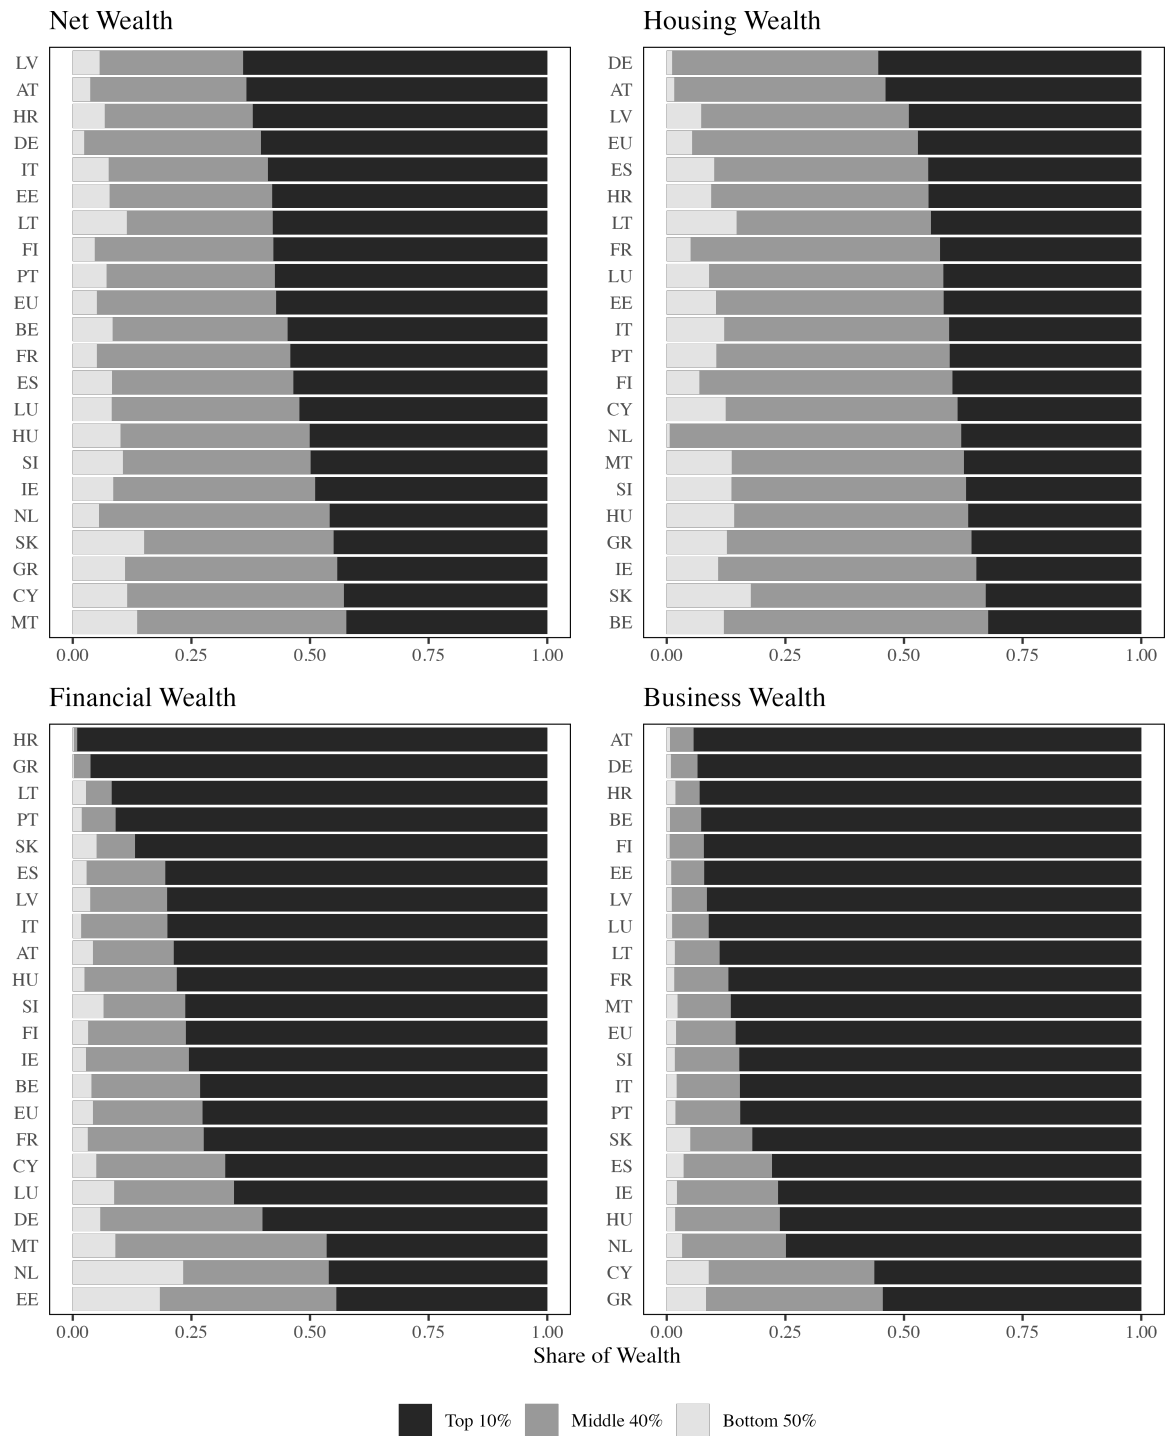 Net Wealth
LV
AT
HR
DE
IT
EE
LT
FI
PT
EU
BE
FR
ES
LU
HU
SI
IE
NL
SK
GR
CY
MT
0.00 0.25 0.50 0.75 1.00
Housing Wealth
DE
AT
LV
EU
ES
HR
LT
FR
LU
EE
IT
PT
FI
CY
NL
MT
SI
HU
GR
IE
SK
BE
0.00 0.25 0.50 0.75 1.00
Financial Wealth
HR
GR
LT
PT
SK
ES
LV
IT
AT
HU
SI
FI
IE
BE
EU
FR
CY
LU
DE
MT
NL
EE
0.00 0.25 0.50 0.75 1.00
Business Wealth
AT
DE
HR
BE
FI
EE
LV
LU
LT
FR
MT
EU
SI
IT
PT
SK
ES
IE
HU
NL
CY
GR
0.00 0.25 0.50 0.75 1.00
Share of Wealth
Top 10% Middle 40% Bottom 50%